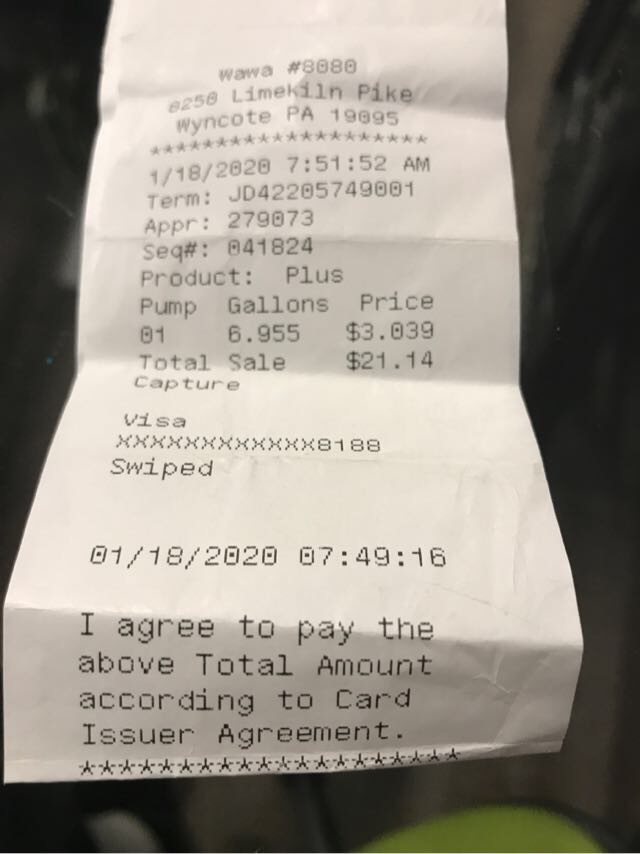 wawa #8080
8250 Limekiln Pike
Wyncote PA 19095
*******************
1/18/2020 7:51:52 AM
Term: JD42205749001
Appr: 279073
Seq#: 041824
Product: Plus
Pump Gallons Price
01 6.955 $3.039
Total Sale $21.14
Capture
Visa
XXXXXXXXXXXX8188
Swiped
01/18/2020 07:49:16
I agree to pay the
above Total Amount
according to Card
Issuer Agreement.
*******************